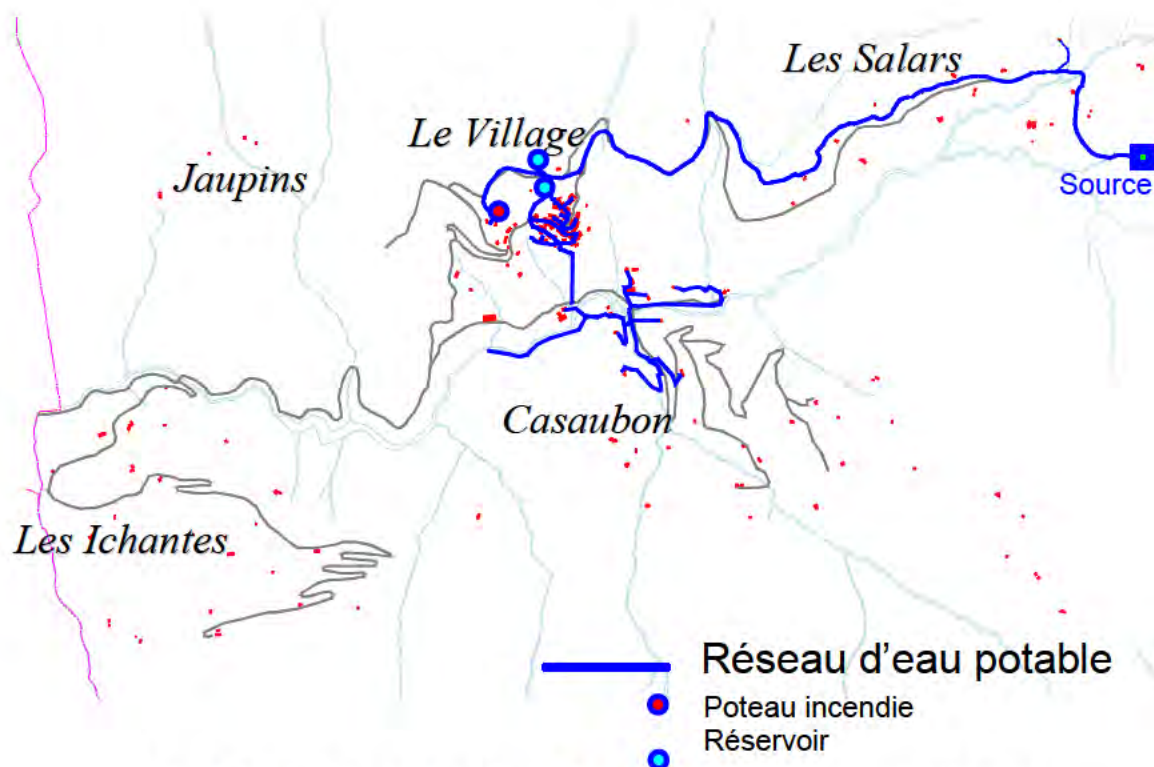 Les Salars
Le Village
Jaupins
Source
Casaubon
Les Ichantes
Réseau d'eau potable
Poteau incendie
Réservoir